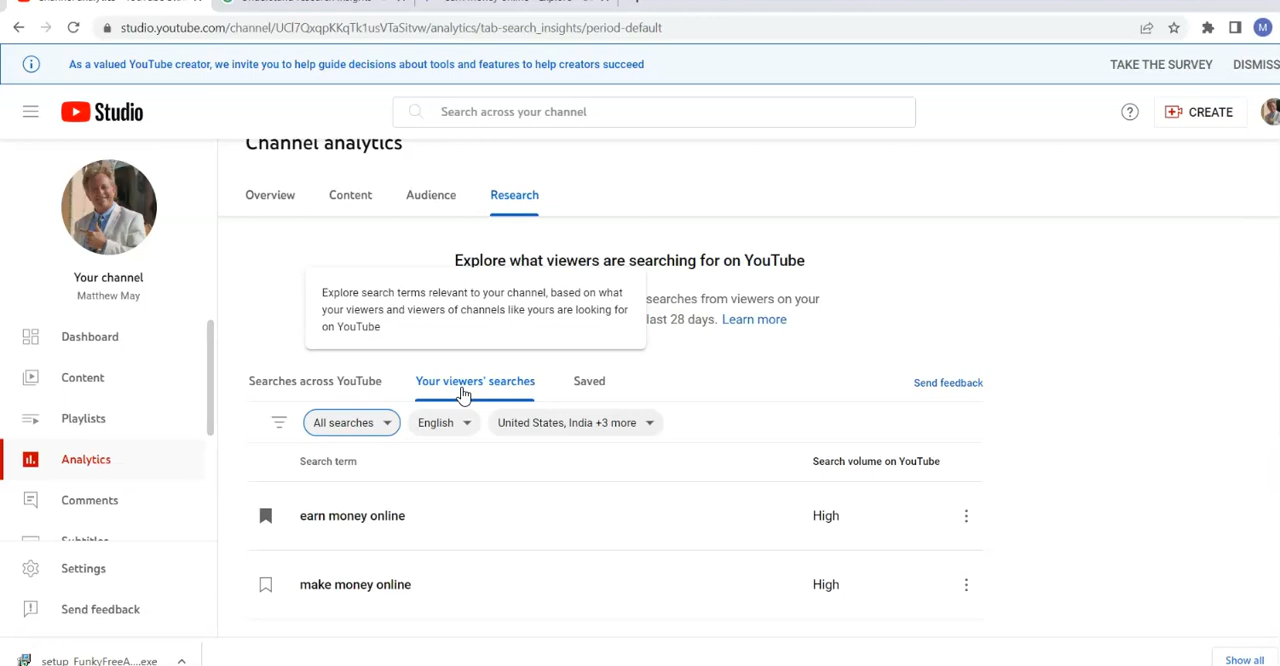 studio.youtube.com/channel/UCl7QxqpKKqTk1usVTaSitvw/analytics/tab-search_insights/period-default
M
As a valued YouTube creator, we invite you to help guide decisions about tools and features to help creators succeed
TAKE THE SURVEY
DISMISS
Studio
Search across your channel
CREATE
Channel analytics
Overview
Content
Audience
Research
Your channel
Matthew May
Dashboard
Content
Playlists
Analytics
Comments
Subtitles
Settings
Send feedback
Explore what viewers are searching for on YouTube
searches from viewers on your
last 28 days. Learn more
Explore search terms relevant to your channel, based on what
your viewers and viewers of channels like yours are looking for
on YouTube
Searches across YouTube
Your viewers' searches
Saved
Send feedback
All searches
English
United States, India +3 more
Search term
Search volume on YouTube
earn money online
High
make money online
High
setup_FunkyFreeA....exe
Show all